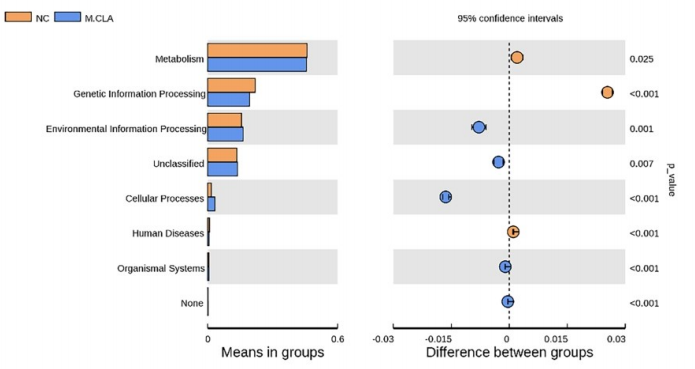 NC M.CLA
95% confidence intervals
Metabolism 0.025
Genetic Information Processing <0.001
Environmental Information Processing 0.001
Unclassified 0.007
Cellular Processes <0.001
Human Diseases <0.001
Organismal Systems <0.001
None <0.001
p_value
0 0.6 -0.03 -0.015 0 0.015 0.03
Means in groups Difference between groups